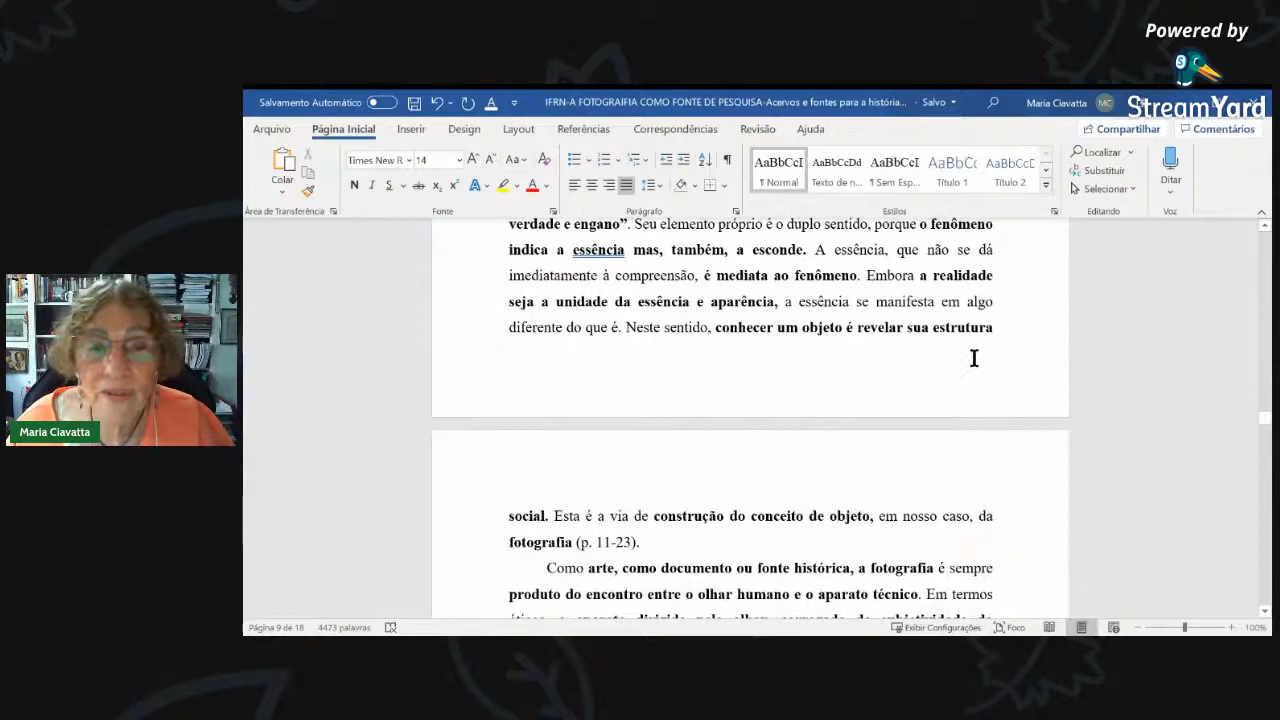 Powered by
StreamYard
Salvamento Automático
IFRN-A FOTOGRAIFIA COMO FONTE DE PESQUISA-Acervos e fontes para a história... - Salvo
Maria Ciavatta MC
Arquivo Página Inicial Inserir Design Layout Referências Correspondências Revisão Ajuda
Compartilhar Comentários
Colar
Times New R 14
AaBbCcI AaBbCcDd AaBbCcI AaBbCc AaBbCcD
¶ Normal Texto de n... ¶ Sem Esp... Título 1 Título 2
Localizar
Substituir
Selecionar
Ditar
Área de Transferência Fonte Parágrafo Estilos Editando Voz
verdade e engano”. Seu elemento próprio é o duplo sentido, porque o fenômeno
indica a essência mas, também, a esconde. A essência, que não se dá
imediatamente à compreensão, é mediata ao fenômeno. Embora a realidade
seja a unidade da essência e aparência, a essência se manifesta em algo
diferente do que é. Neste sentido, conhecer um objeto é revelar sua estrutura
Maria Ciavatta
social. Esta é a via de construção do conceito de objeto, em nosso caso, da
fotografia (p. 11-23).
Como arte, como documento ou fonte histórica, a fotografia é sempre
produto do encontro entre o olhar humano e o aparato técnico. Em termos
Página 9 de 18 4473 palavras Exibir Configurações Foco 100%